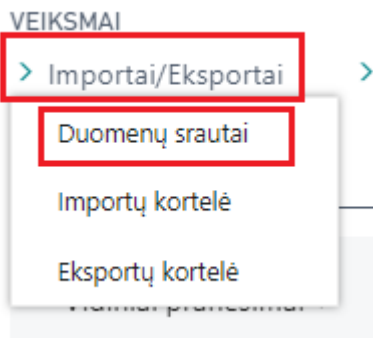 VEIKSMAI
Importai/Eksportai
Duomenų srautai
Importų kortelė
Eksportų kortelė